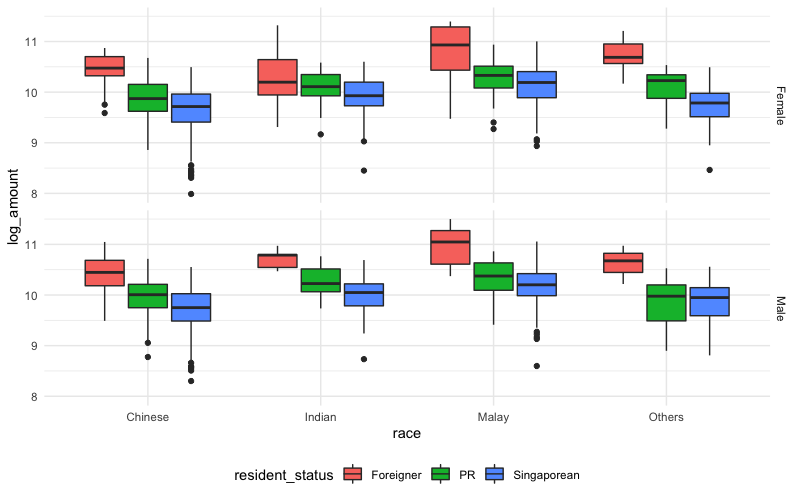 11
10
9
8
Female
log_amount
11
10
9
8
Male
Chinese Indian Malay Others
race
resident_status Foreigner PR Singaporean